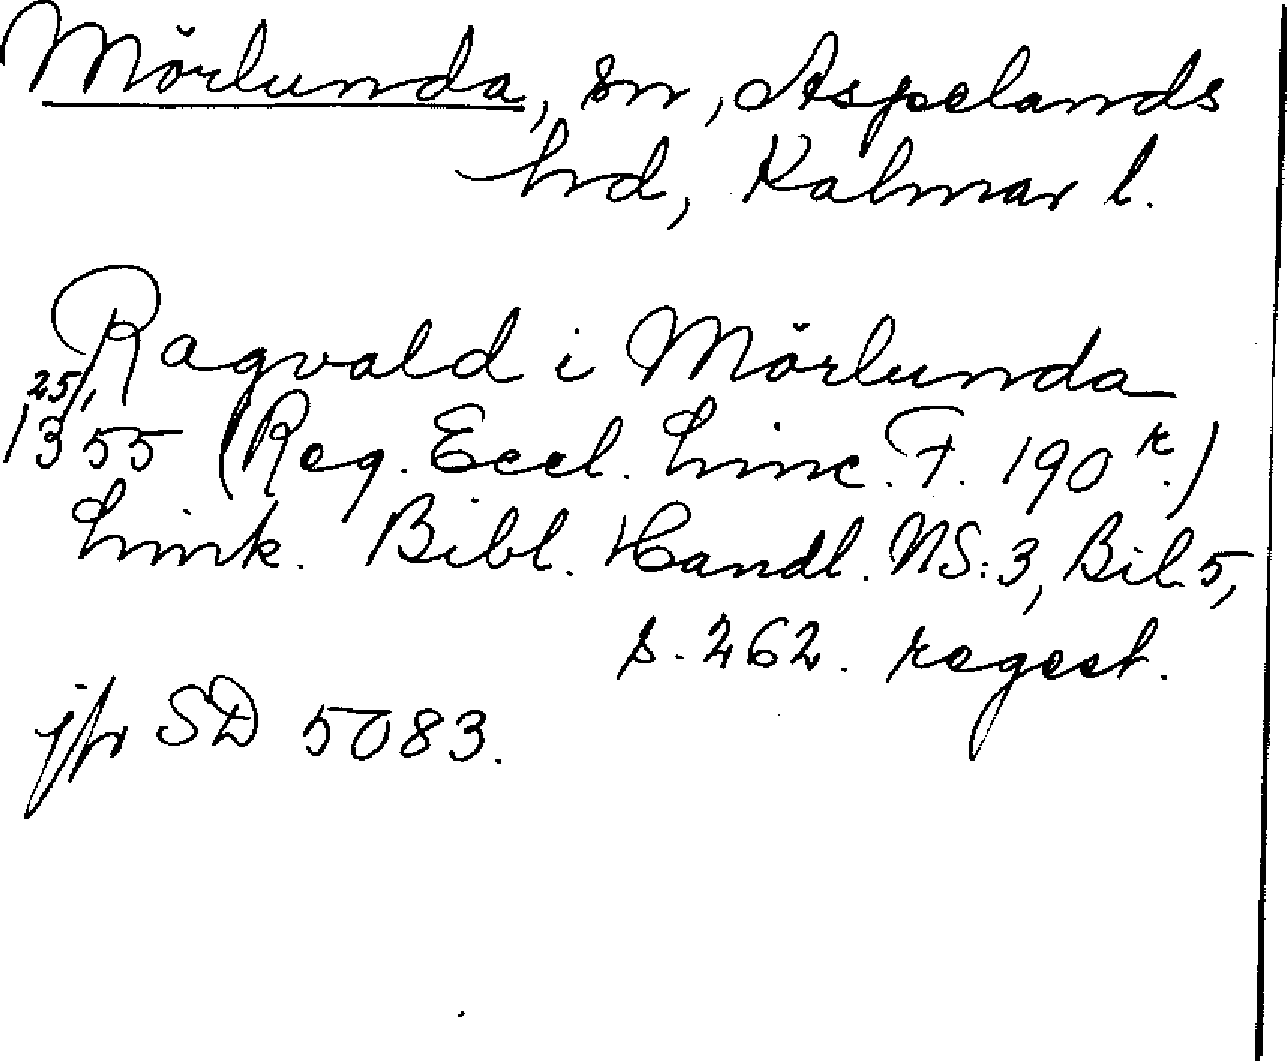 Mörlunda, sn, Aspelands
hrd, Kalmar l.
Ragvald i Mörlunda
25/1
1355 (Reg. Eccl. Linc. F. 190 r.)
Link. Bibl. Handl. NS: 3, Bil 5,
s. 262. regest.
jfr SD 5083.